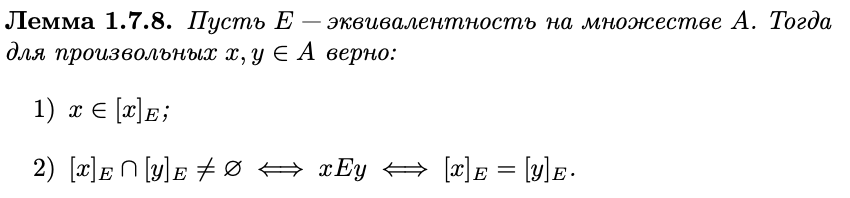 Лемма 1.7.8. Пусть E — эквивалентность на множестве A. Тогда
для произвольных x, y ∈ A верно:
1) x ∈ [x]_E;
2) [x]_E ∩ [y]_E ≠ ∅ ⟺ xEy ⟺ [x]_E = [y]_E.